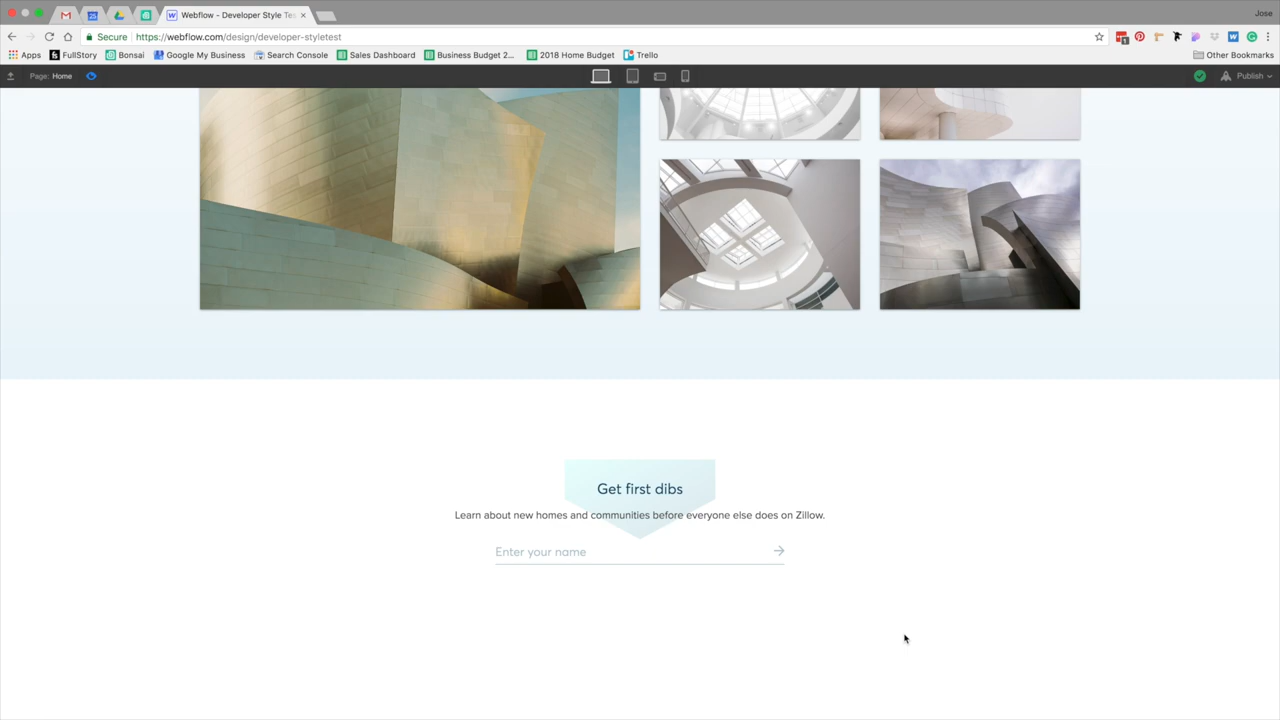 Webflow - Developer Style Tes
Jose
Secure
https://webflow.com/design/developer-styletest
Apps
FullStory
Bonsai
Google My Business
Search Console
Sales Dashboard
Business Budget 2...
2018 Home Budget
Trello
Other Bookmarks
Page: Home
Publish
Get first dibs
Learn about new homes and communities before everyone else does on Zillow.
Enter your name